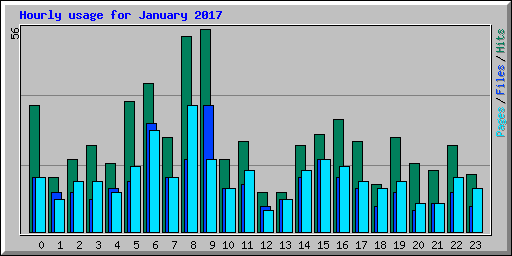 Hourly usage for January 2017
56
Pages / Files / Hits
0 1 2 3 4 5 6 7 8 9 10 11 12 13 14 15 16 17 18 19 20 21 22 23